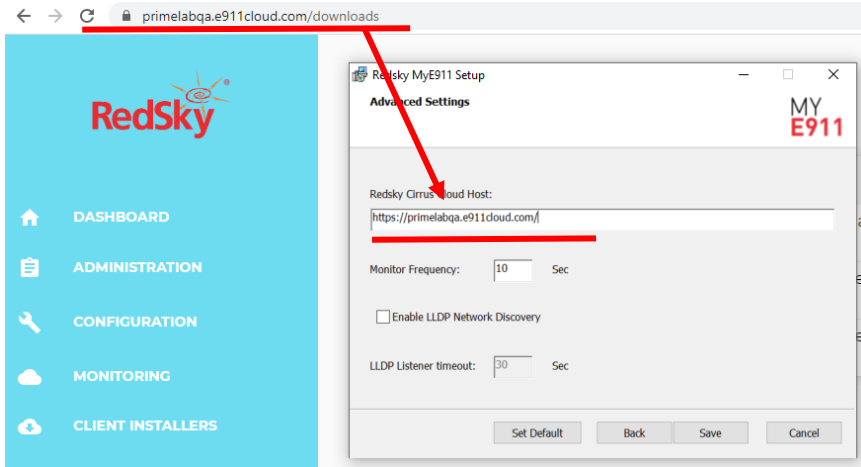 primelabqa.e911cloud.com/downloads
RedSky
DASHBOARD
ADMINISTRATION
CONFIGURATION
MONITORING
CLIENT INSTALLERS
Redsky MyE911 Setup
Advanced Settings
MY
E911
Redsky Cirrus Cloud Host:
https://primelabqa.e911cloud.com/
Monitor Frequency: 10 Sec
Enable LLDP Network Discovery
LLDP Listener timeout: 30 Sec
Set Default Back Save Cancel